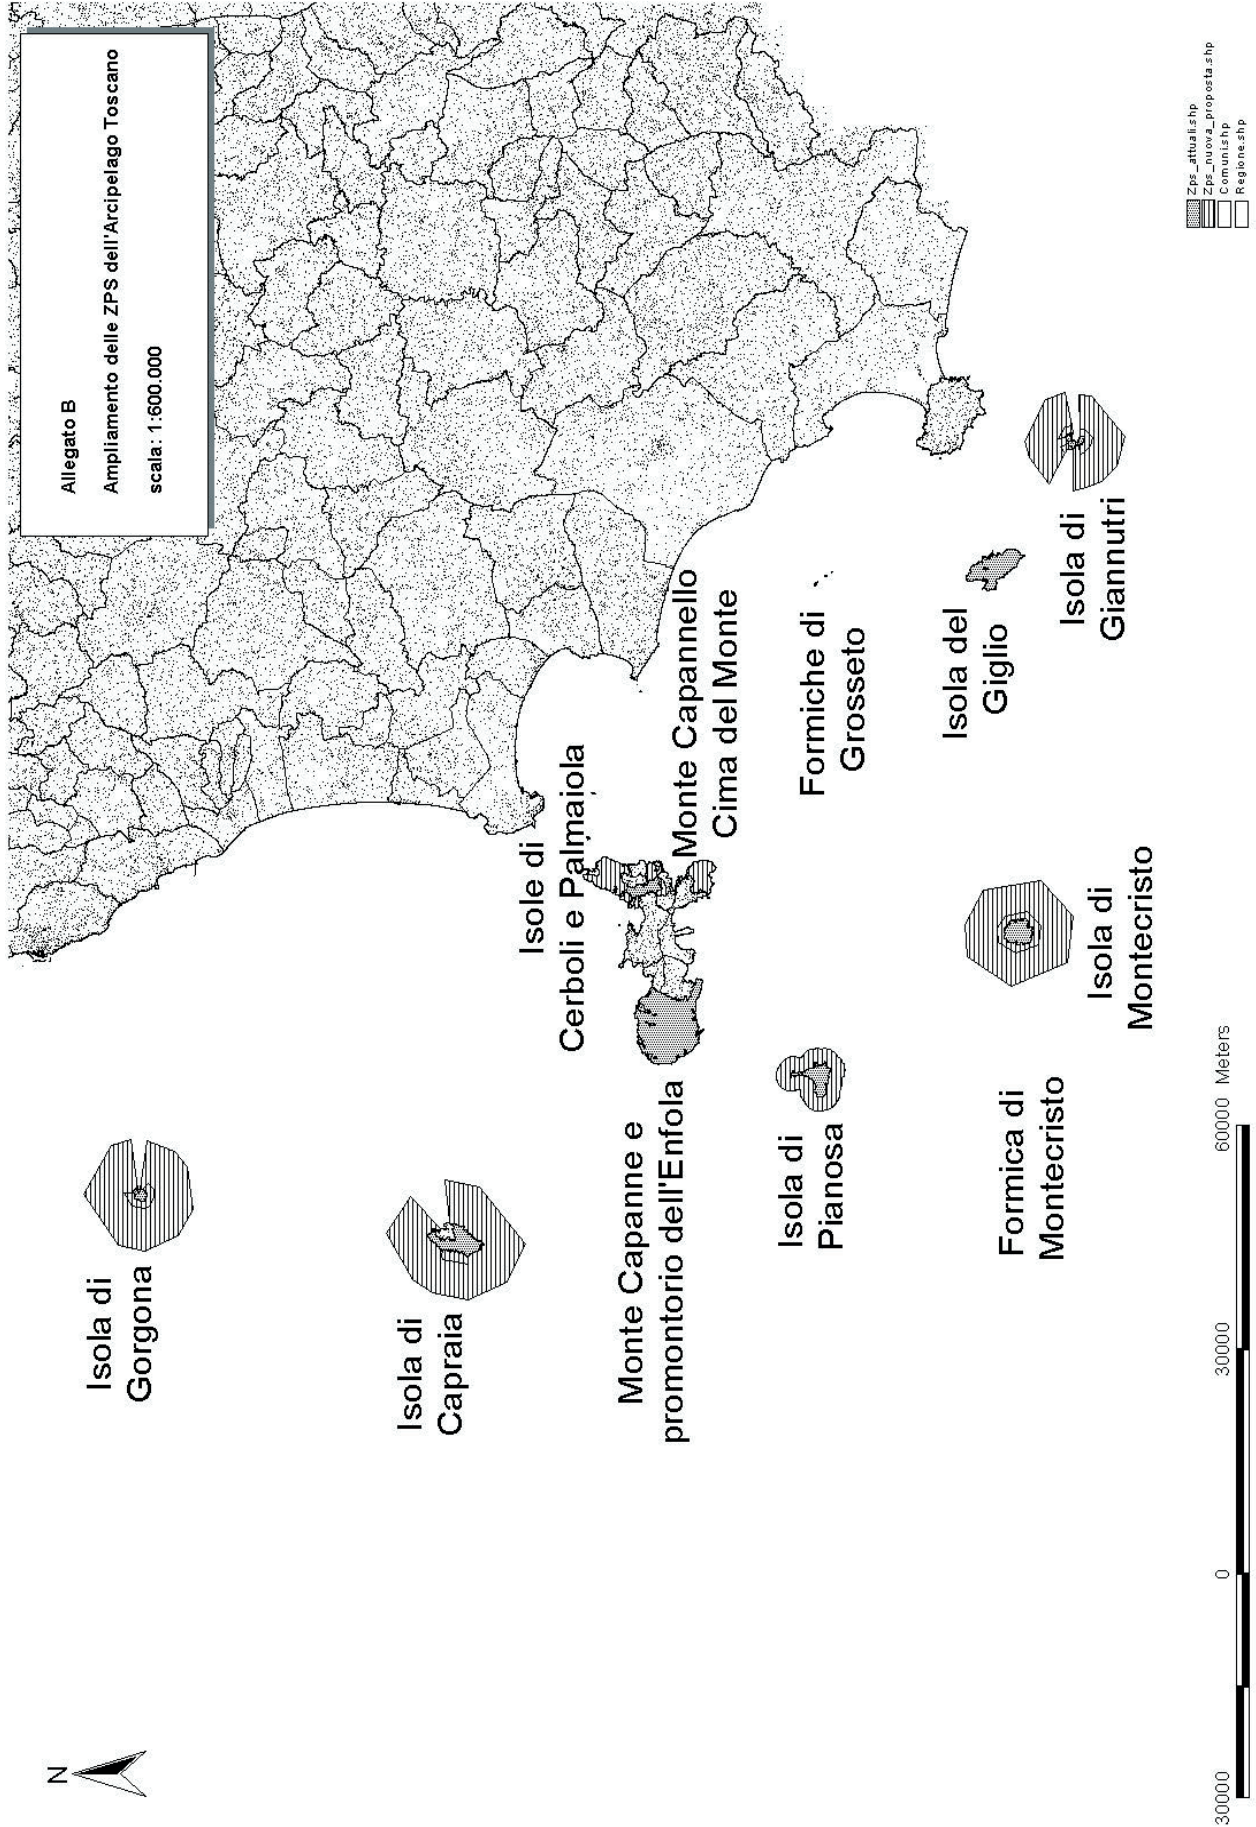 Allegato B
Ampliamento delle ZPS dell'Arcipelago Toscano
scala: 1:600.000
N
Isola di
Gorgona
Isola di
Capraia
Isole di
Cerboli e Palmaiola
Monte Capanne e
promontorio dell'Enfola
Monte Capannello
Cima del Monte
Isola di
Pianosa
Formiche di
Grosseto
Formica di
Montecristo
Isola di
Montecristo
Isola del
Giglio
Isola di
Giannutri
30000 0 30000 60000 Meters
Zps_attuali.shp
Zps_nuova_proposta.shp
Comuni.shp
Regione.shp